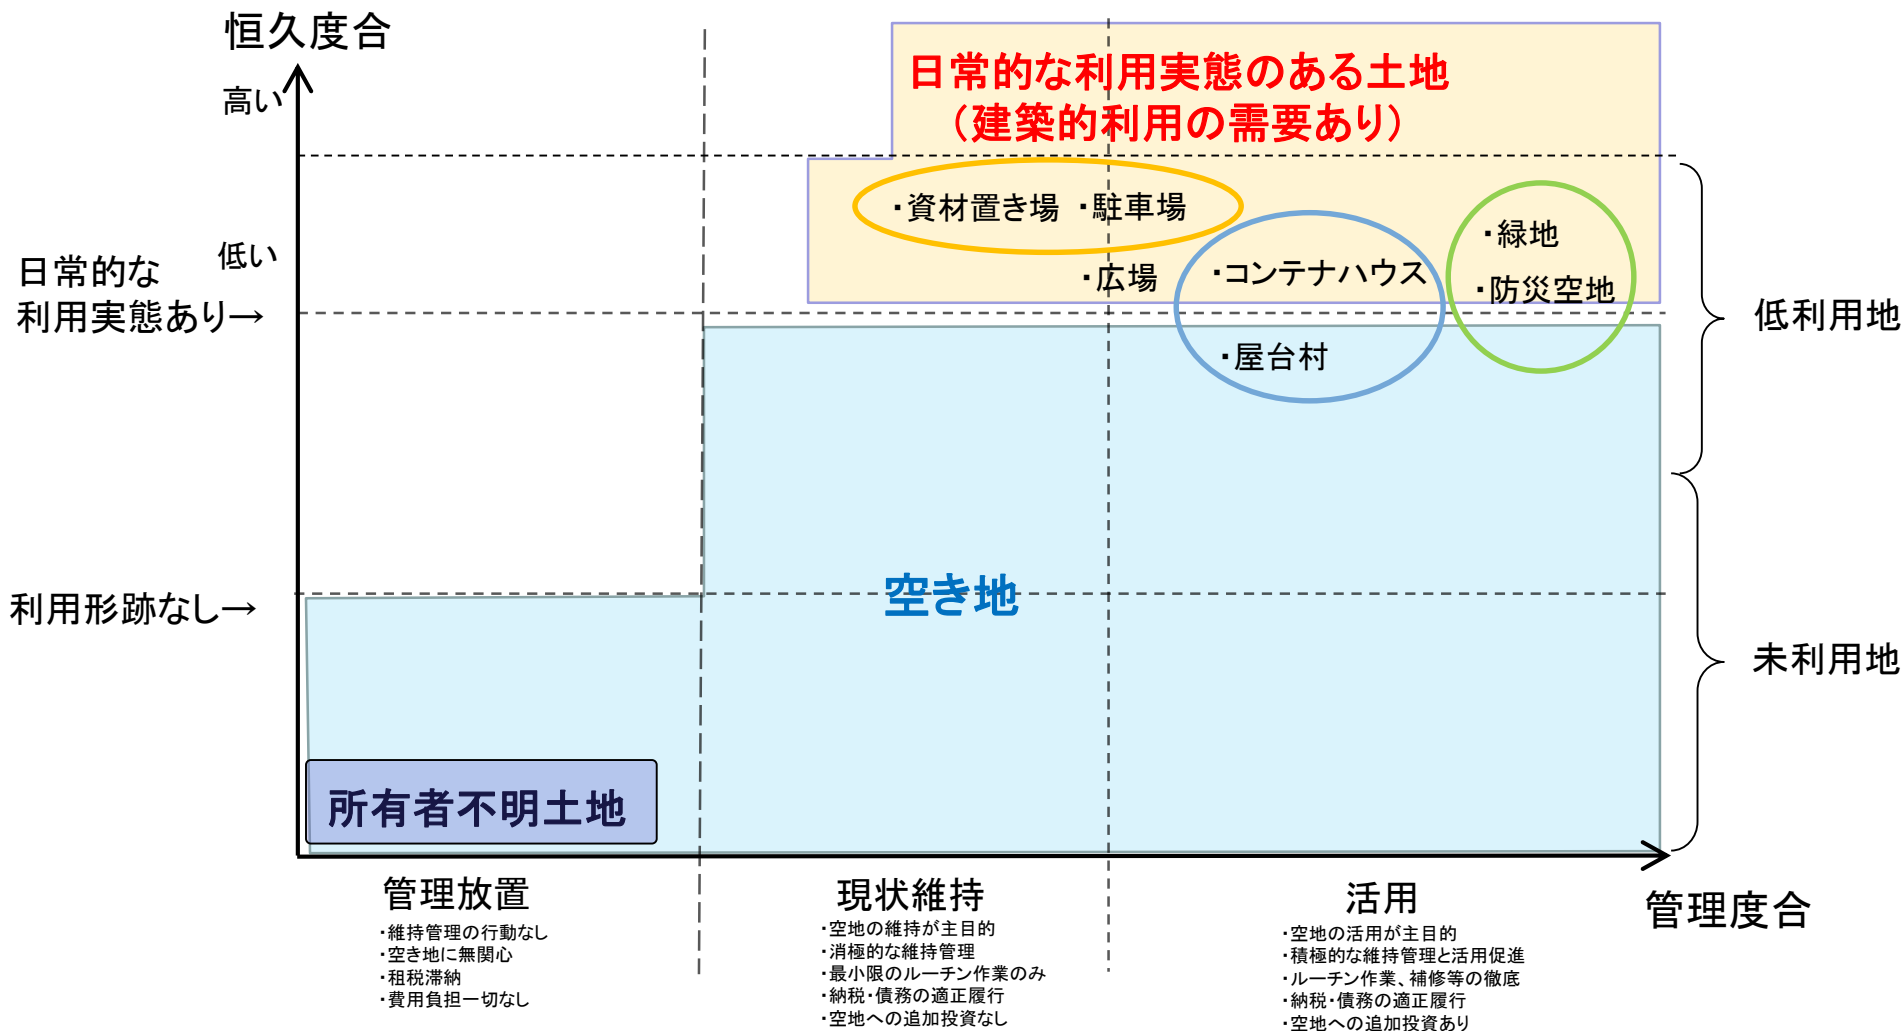 恒久度合
高い
日常的な利用実態のある土地
（建築的利用の需要あり）
・資材置き場 ・駐車場
・緑地
低い
・広場
・コンテナハウス
・防災空地
日常的な
利用実態あり→
低利用地
・屋台村
空き地
利用形跡なし→
未利用地
所有者不明土地
管理度合
管理放置
・維持管理の行動なし
・空き地に無関心
・租税滞納
・費用負担一切なし
現状維持
・空地の維持が主目的
・消極的な維持管理
・最小限のルーチン作業のみ
・納税・債務の適正履行
・空地への追加投資なし
活用
・空地の活用が主目的
・積極的な維持管理と活用促進
・ルーチン作業、補修等の徹底
・納税・債務の適正履行
・空地への追加投資あり